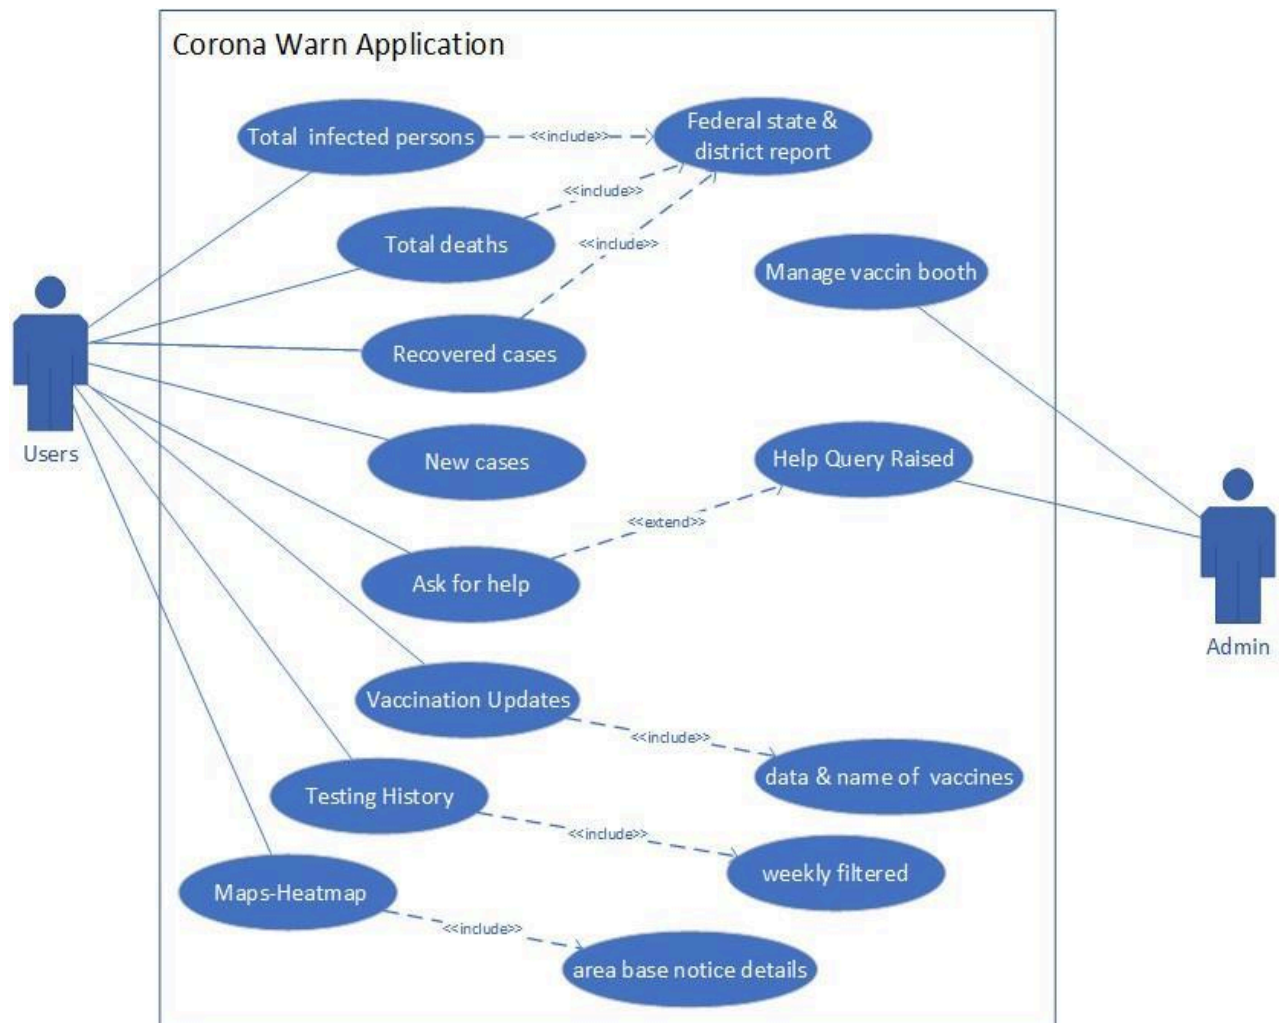 Corona Warn Application
Total infected persons
<<include>>
Federal state &
district report
<<include>>
Total deaths
<<include>>
Manage vaccin booth
Recovered cases
Users
New cases
Help Query Raised
<<extend>>
Ask for help
Admin
Vaccination Updates
<<include>>
data & name of vaccines
Testing History
<<include>>
weekly filtered
Maps-Heatmap
<<include>>
area base notice details